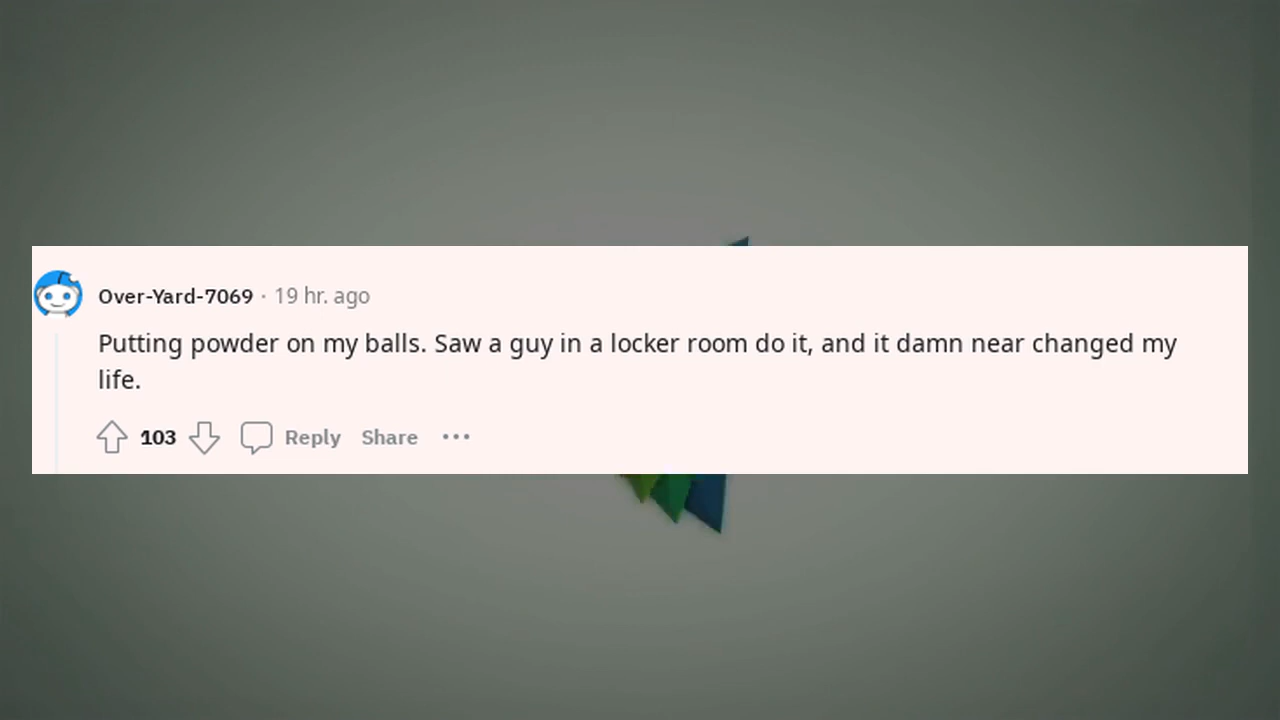 Over-Yard-7069 · 19 hr. ago
Putting powder on my balls. Saw a guy in a locker room do it, and it damn near changed my
life.
103 Reply Share ···